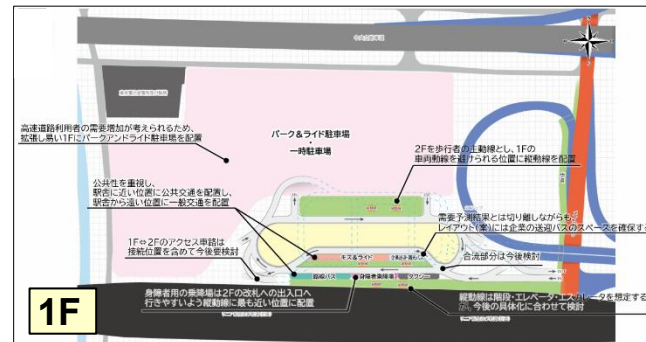 中央自動車道
高速道路利用者の需要増加が考えられるため、
拡張し易い1Fにパークアンドライド駐車場を配置
パーク&ライド駐車場
・
一時駐車場
2Fを歩行者の主動線とし、1Fの
車両動線を避けられる位置に縦動線を配置
公共性を重視し、
駅舎に近い位置に公共交通を配置し、
駅舎から遠い位置に一般交通を配置
需要予測結果とは切り離しながらも、
レイアウト(案)には企業の送迎バスのスペースを確保する
1F⇔2Fのアクセス車路は
接続位置を含めて今後要検討
キス&ライド
合流部分は今後検討
路線バス
身障者乗降場
タクシー
身障者用の乗降場は2Fの改札への出入口へ
行きやすいよう縦動線に最も近い位置に配置
縦動線は階段・エレベータ・エスカレータを想定する
が、今後の具体化に合わせて検討
1F